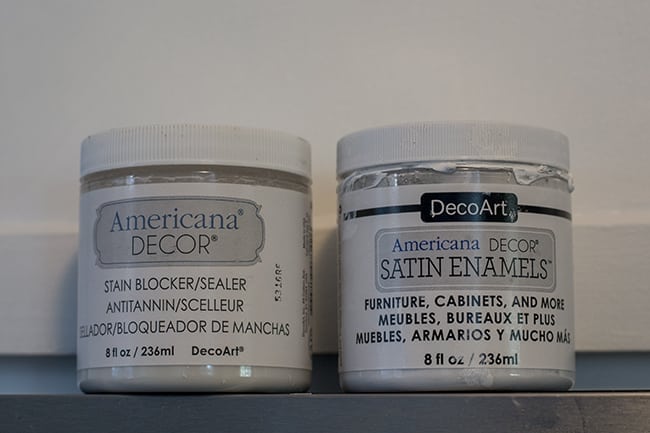 Americana®
DECOR®
STAIN BLOCKER/SEALER
ANTITANNIN/SCELLEUR
SELLADOR/BLOQUEADOR DE MANCHAS
8 fl oz / 236ml DecoArt®
DecoArt®
Americana DECOR®
SATIN ENAMELS™
FURNITURE, CABINETS, AND MORE
MEUBLES, BUREAUX ET PLUS
MUEBLES, ARMARIOS Y MUCHO MÁS
8 fl oz / 236ml